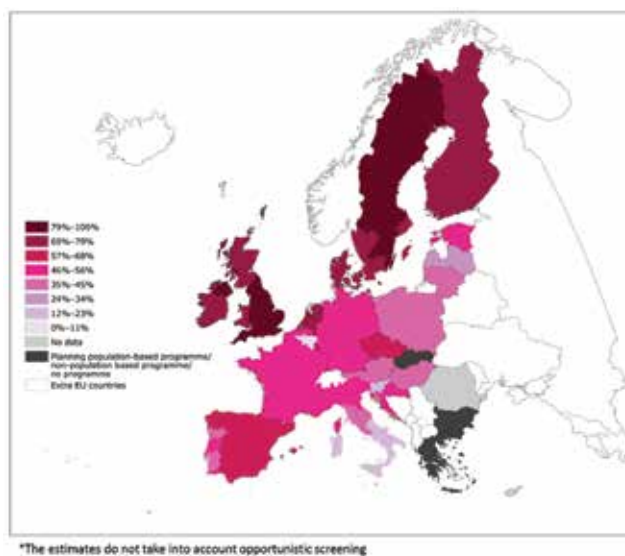 79%-100%
69%-79%
57%-68%
46%-56%
35%-45%
24%-34%
12%-23%
0%-11%
No data
Planning population-based programme/
non-population based programme/
no programme
Extra EU countries
*The estimates do not take into account opportunistic screening